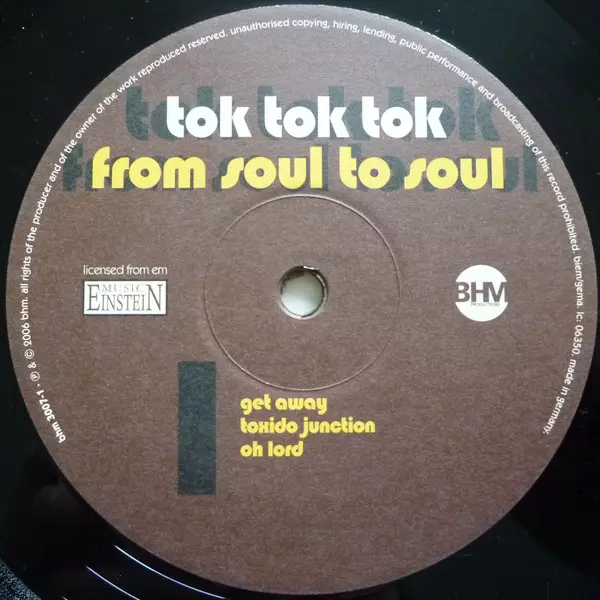 bhm 3007-1 · ℗ & © 2006 bhm. all rights of the producer and of the owner of the work reproduced reserved. unauthorised copying, hiring, lending, public performance and broadcasting of this record prohibited. biem/gema. lc: 06350. made in germany.
tok tok tok
from soul to soul
licensed from em
MUSIC
EINSTEIN
BHM
PRODUCTIONS
get away
toxido junction
oh lord